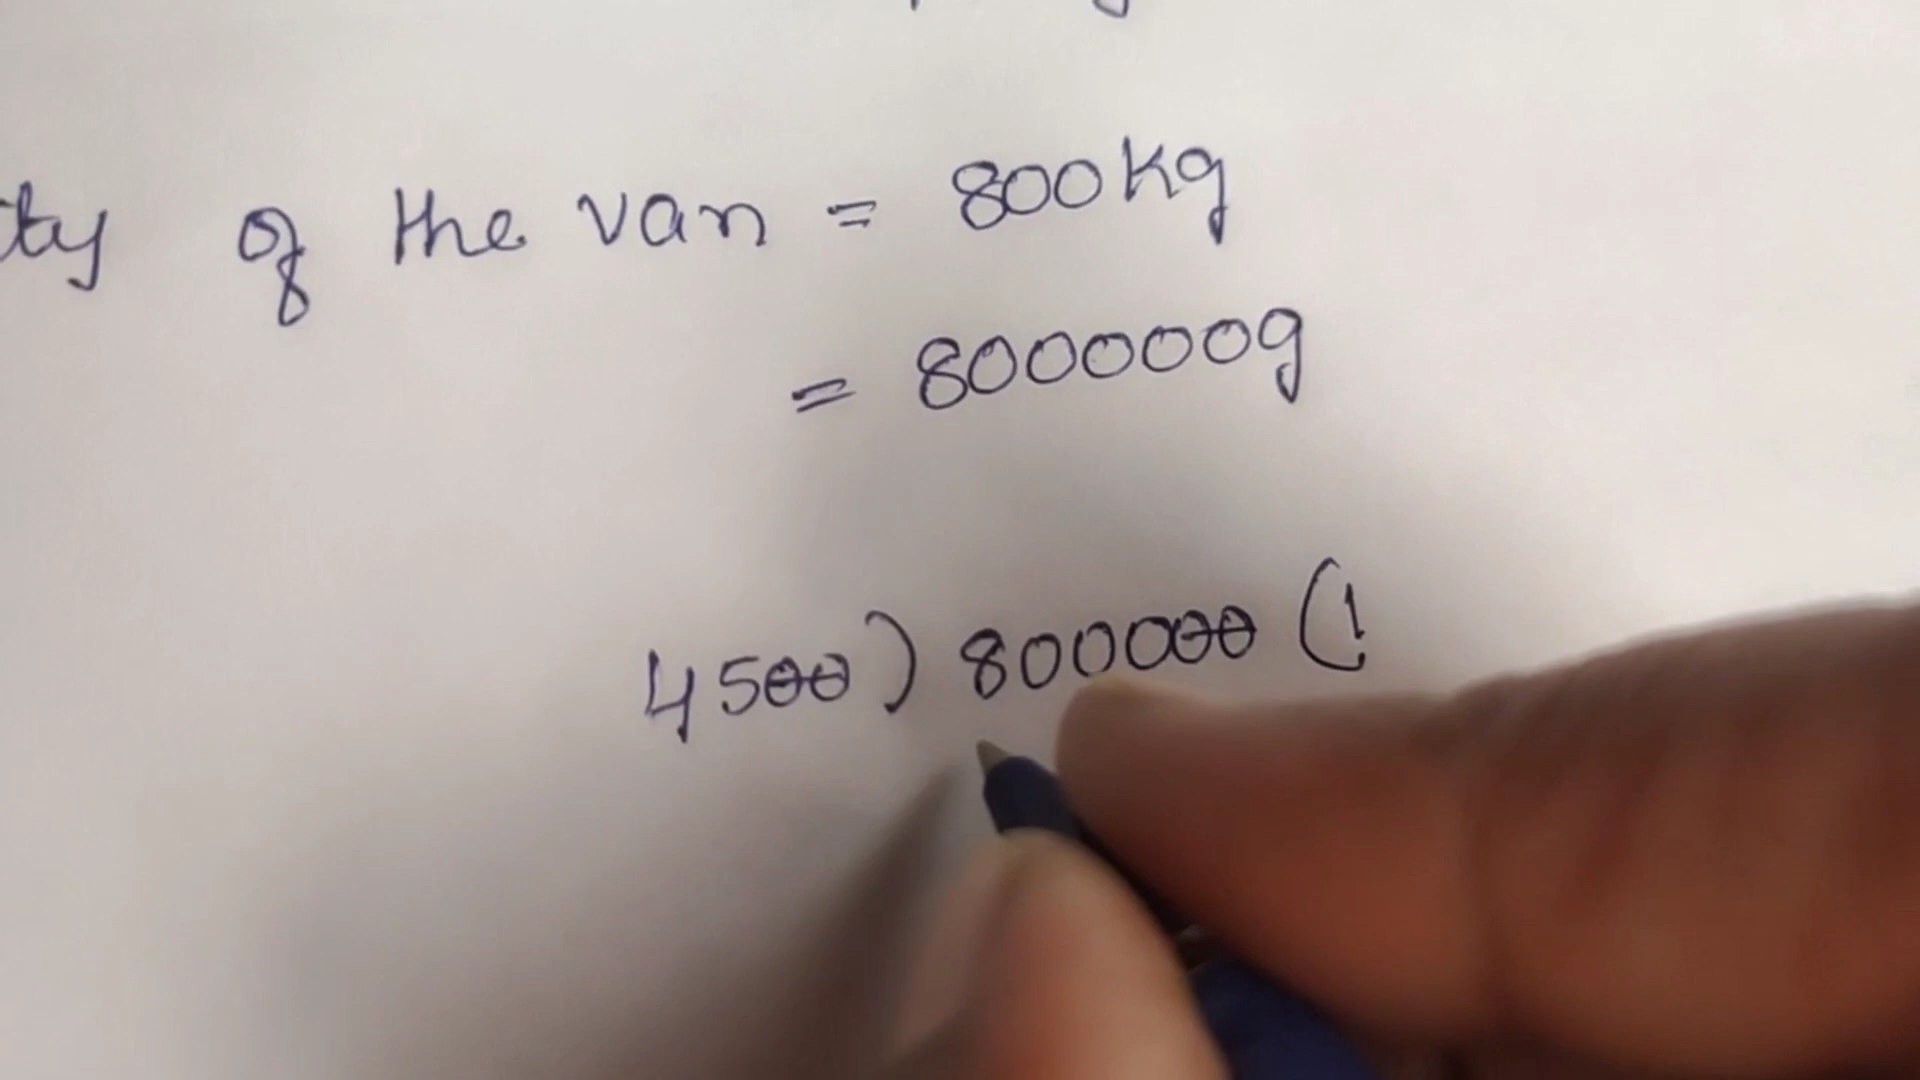 ty of the van = 800kg
= 800000g
4500 ) 800000 ( 1